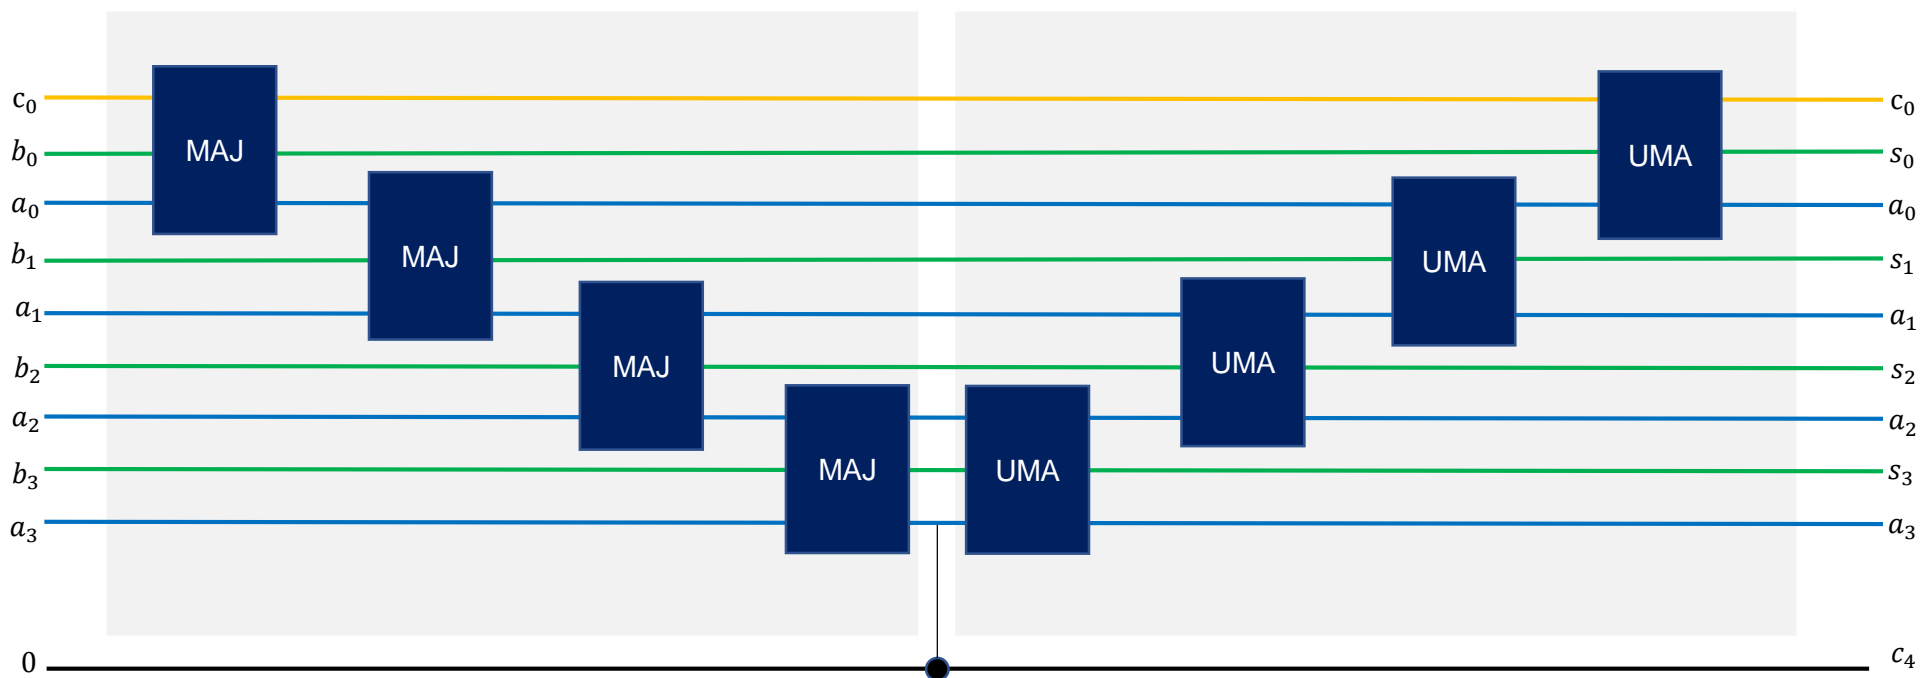 c₀ MAJ UMA c₀
b₀ s₀
a₀ MAJ UMA a₀
b₁ s₁
a₁ MAJ UMA a₁
b₂ s₂
a₂ MAJ UMA a₂
b₃ s₃
a₃ a₃
0 c₄